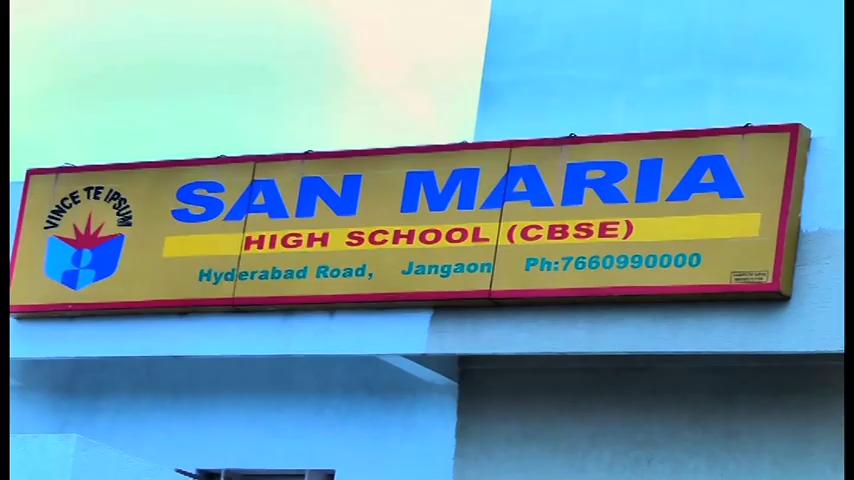 VINCE TE IPSUM
SAN MARIA
HIGH SCHOOL (CBSE)
Hyderabad Road, Jangaon Ph:7660990000